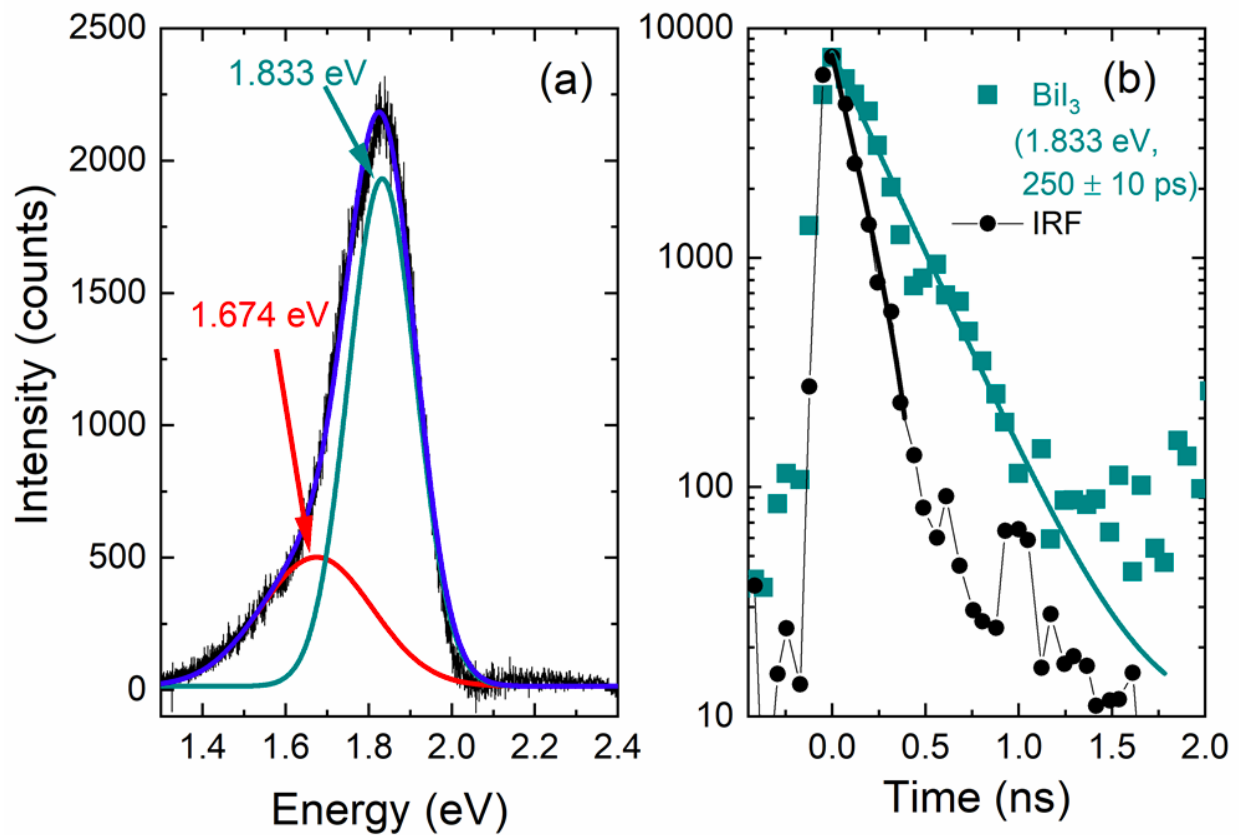 (a)
1.833 eV
1.674 eV
2500
2000
1500
1000
500
0
Intensity (counts)
1.4 1.6 1.8 2.0 2.2 2.4
Energy (eV)
(b)
BiI₃
(1.833 eV,
250 ± 10 ps)
IRF
10000
1000
100
10
0.0 0.5 1.0 1.5 2.0
Time (ns)